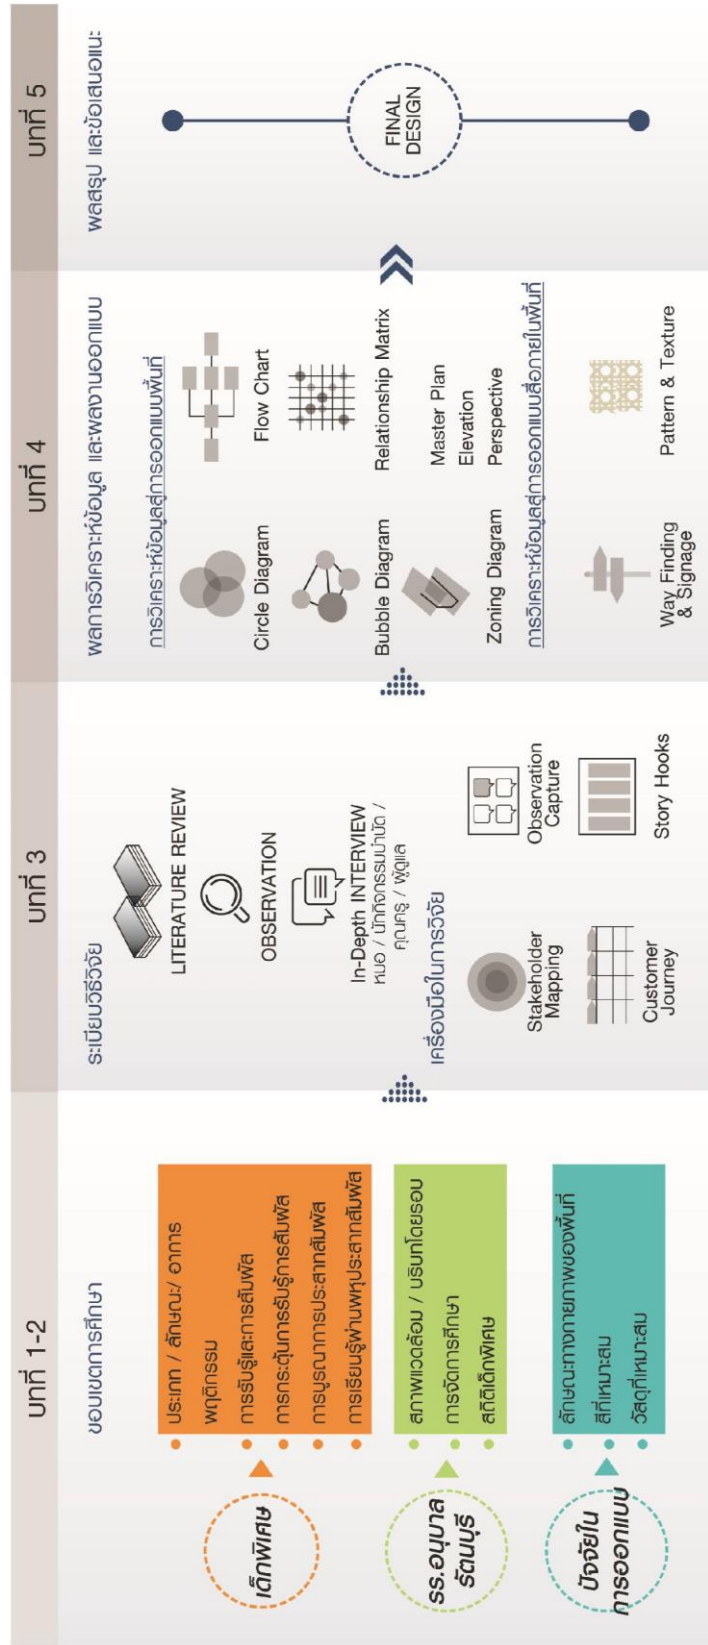 บทที่ 1-2
ขอบเขตการศึกษา
เด็กพิเศษ
ประเภท / ลักษณะ/ อาการ
พฤติกรรม
การรับรู้และการสัมผัส
การกระตุ้นการรับรู้การสัมผัส
การบูรณาการประสาทสัมผัส
การเรียนรู้ผ่านพหุประสาทสัมผัส
รร.อนุบาล
รัตนบุรี
สภาพแวดล้อม / บริบทโดยรอบ
การจัดการศึกษา
สถิติเด็กพิเศษ
ปัจจัยใน
การออกแบบ
ลักษณะทางกายภาพของพื้นที่
สีที่เหมาะสม
วัสดุที่เหมาะสม
บทที่ 3
ระเบียบวิธีวิจัย
LITERATURE REVIEW
OBSERVATION
In-Depth INTERVIEW
หมอ / นักกิจกรรมบำบัด /
คุณครู / ผู้ดูแล
เครื่องมือในการวิจัย
Stakeholder
Mapping
Observation
Capture
Customer
Journey
Story Hooks
บทที่ 4
ผลการวิเคราะห์ข้อมูล และผลงานออกแบบ
การวิเคราะห์ข้อมูลสู่การออกแบบพื้นที่
Circle Diagram
Flow Chart
Bubble Diagram
Relationship Matrix
Zoning Diagram
Master Plan
Elevation
Perspective
การวิเคราะห์ข้อมูลสู่การออกแบบสื่อภายในพื้นที่
Way Finding
& Signage
Pattern & Texture
บทที่ 5
ผลสรุป และข้อเสนอแนะ
FINAL
DESIGN